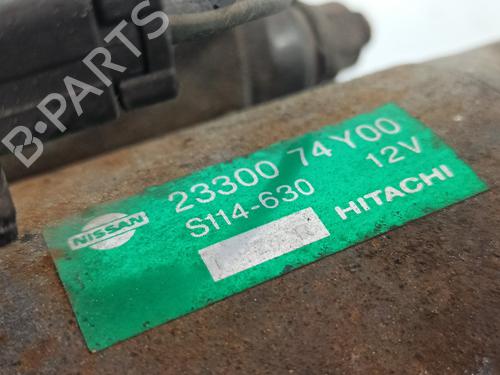 B-PARTS
NISSAN
23300 74Y00
S114-630
12V
HITACHI